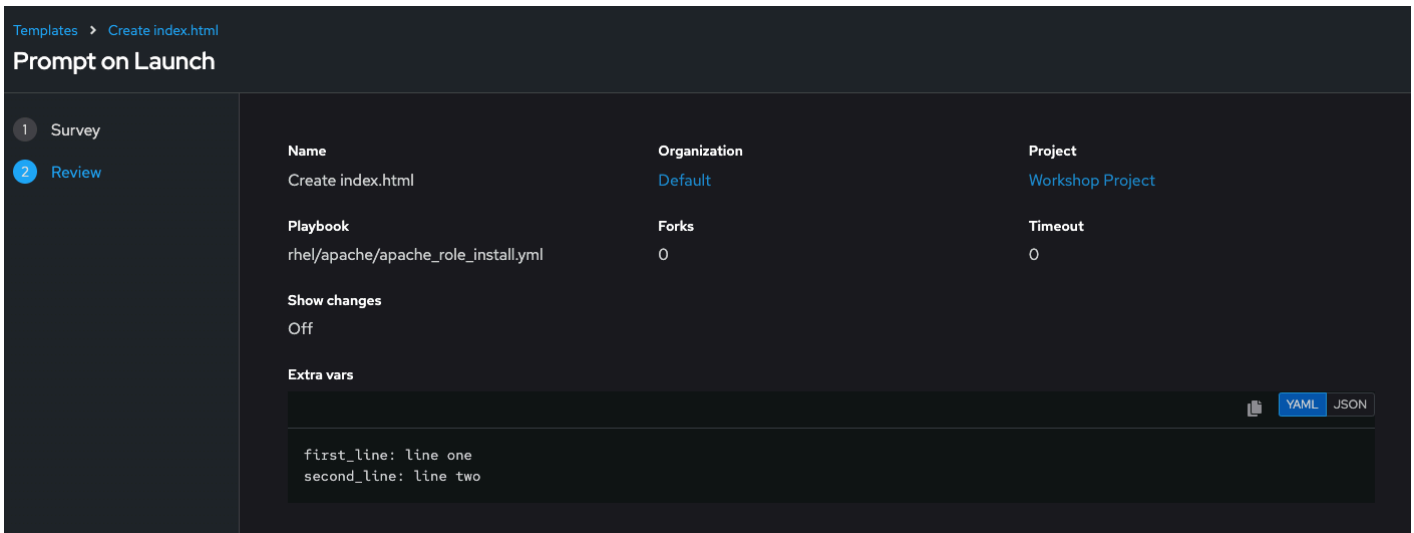 Templates > Create index.html
Prompt on Launch
1 Survey
2 Review
Name Organization Project
Create index.html Default Workshop Project
Playbook Forks Timeout
rhel/apache/apache_role_install.yml 0 0
Show changes
Off
Extra vars
YAML JSON
first_line: line one
second_line: line two